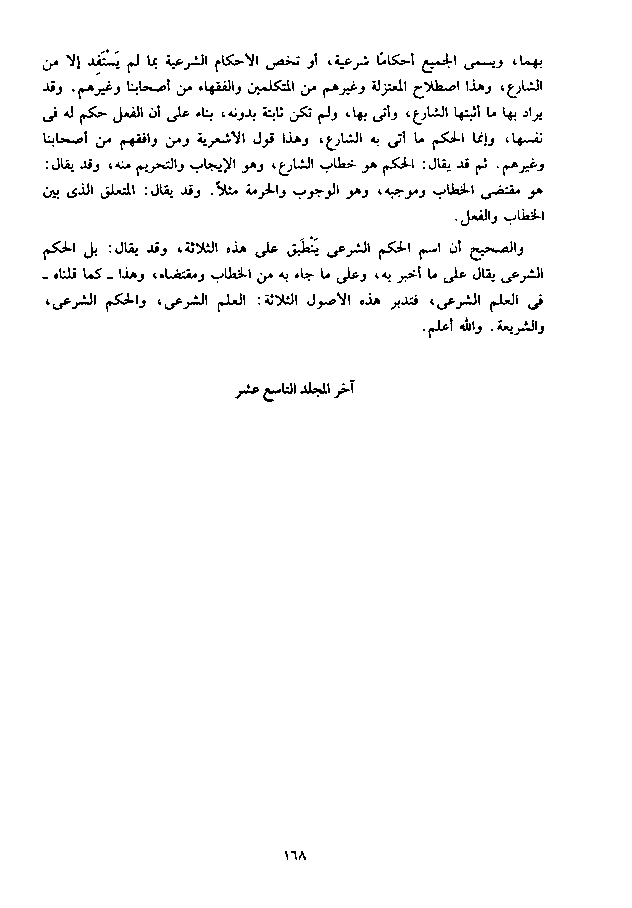 بهما، ويسمى الجميع أحكامًا شرعية، أو تخص الأحكام الشرعية بما لم يَسْتَفِد إلا من
الشارع، وهذا اصطلاح المعتزلة وغيرهم من المتكلمين والفقهاء من أصحابنا وغيرهم. وقد
يراد بها ما أثبتها الشارع، وأتى بها، ولم تكن ثابتة بدونه، بناء على أن الفعل حكم له فى
نفسها، وإنما الحكم ما أتى به الشارع، وهذا قول الأشعرية ومن وافقهم من أصحابنا
وغيرهم. ثم قد يقال: الحكم هو خطاب الشارع، وهو الإيجاب والتحريم منه، وقد يقال:
هو مقتضى الخطاب وموجبه، وهو الوجوب والحرمة مثلاً. وقد يقال: المتعلق الذى بين
الخطاب والفعل.
والصحيح أن اسم الحكم الشرعى يَنْطَبِق على هذه الثلاثة، وقد يقال: بل الحكم
الشرعى يقال على ما أخبر به، وعلى ما جاء به من الخطاب ومقتضاه، وهذا ـ كما قلناه ـ
فى العلم الشرعى، فتدبر هذه الأصول الثلاثة: العلم الشرعى، والحكم الشرعى،
والشريعة. والله أعلم.
آخر المجلد التاسع عشر
١٦٨